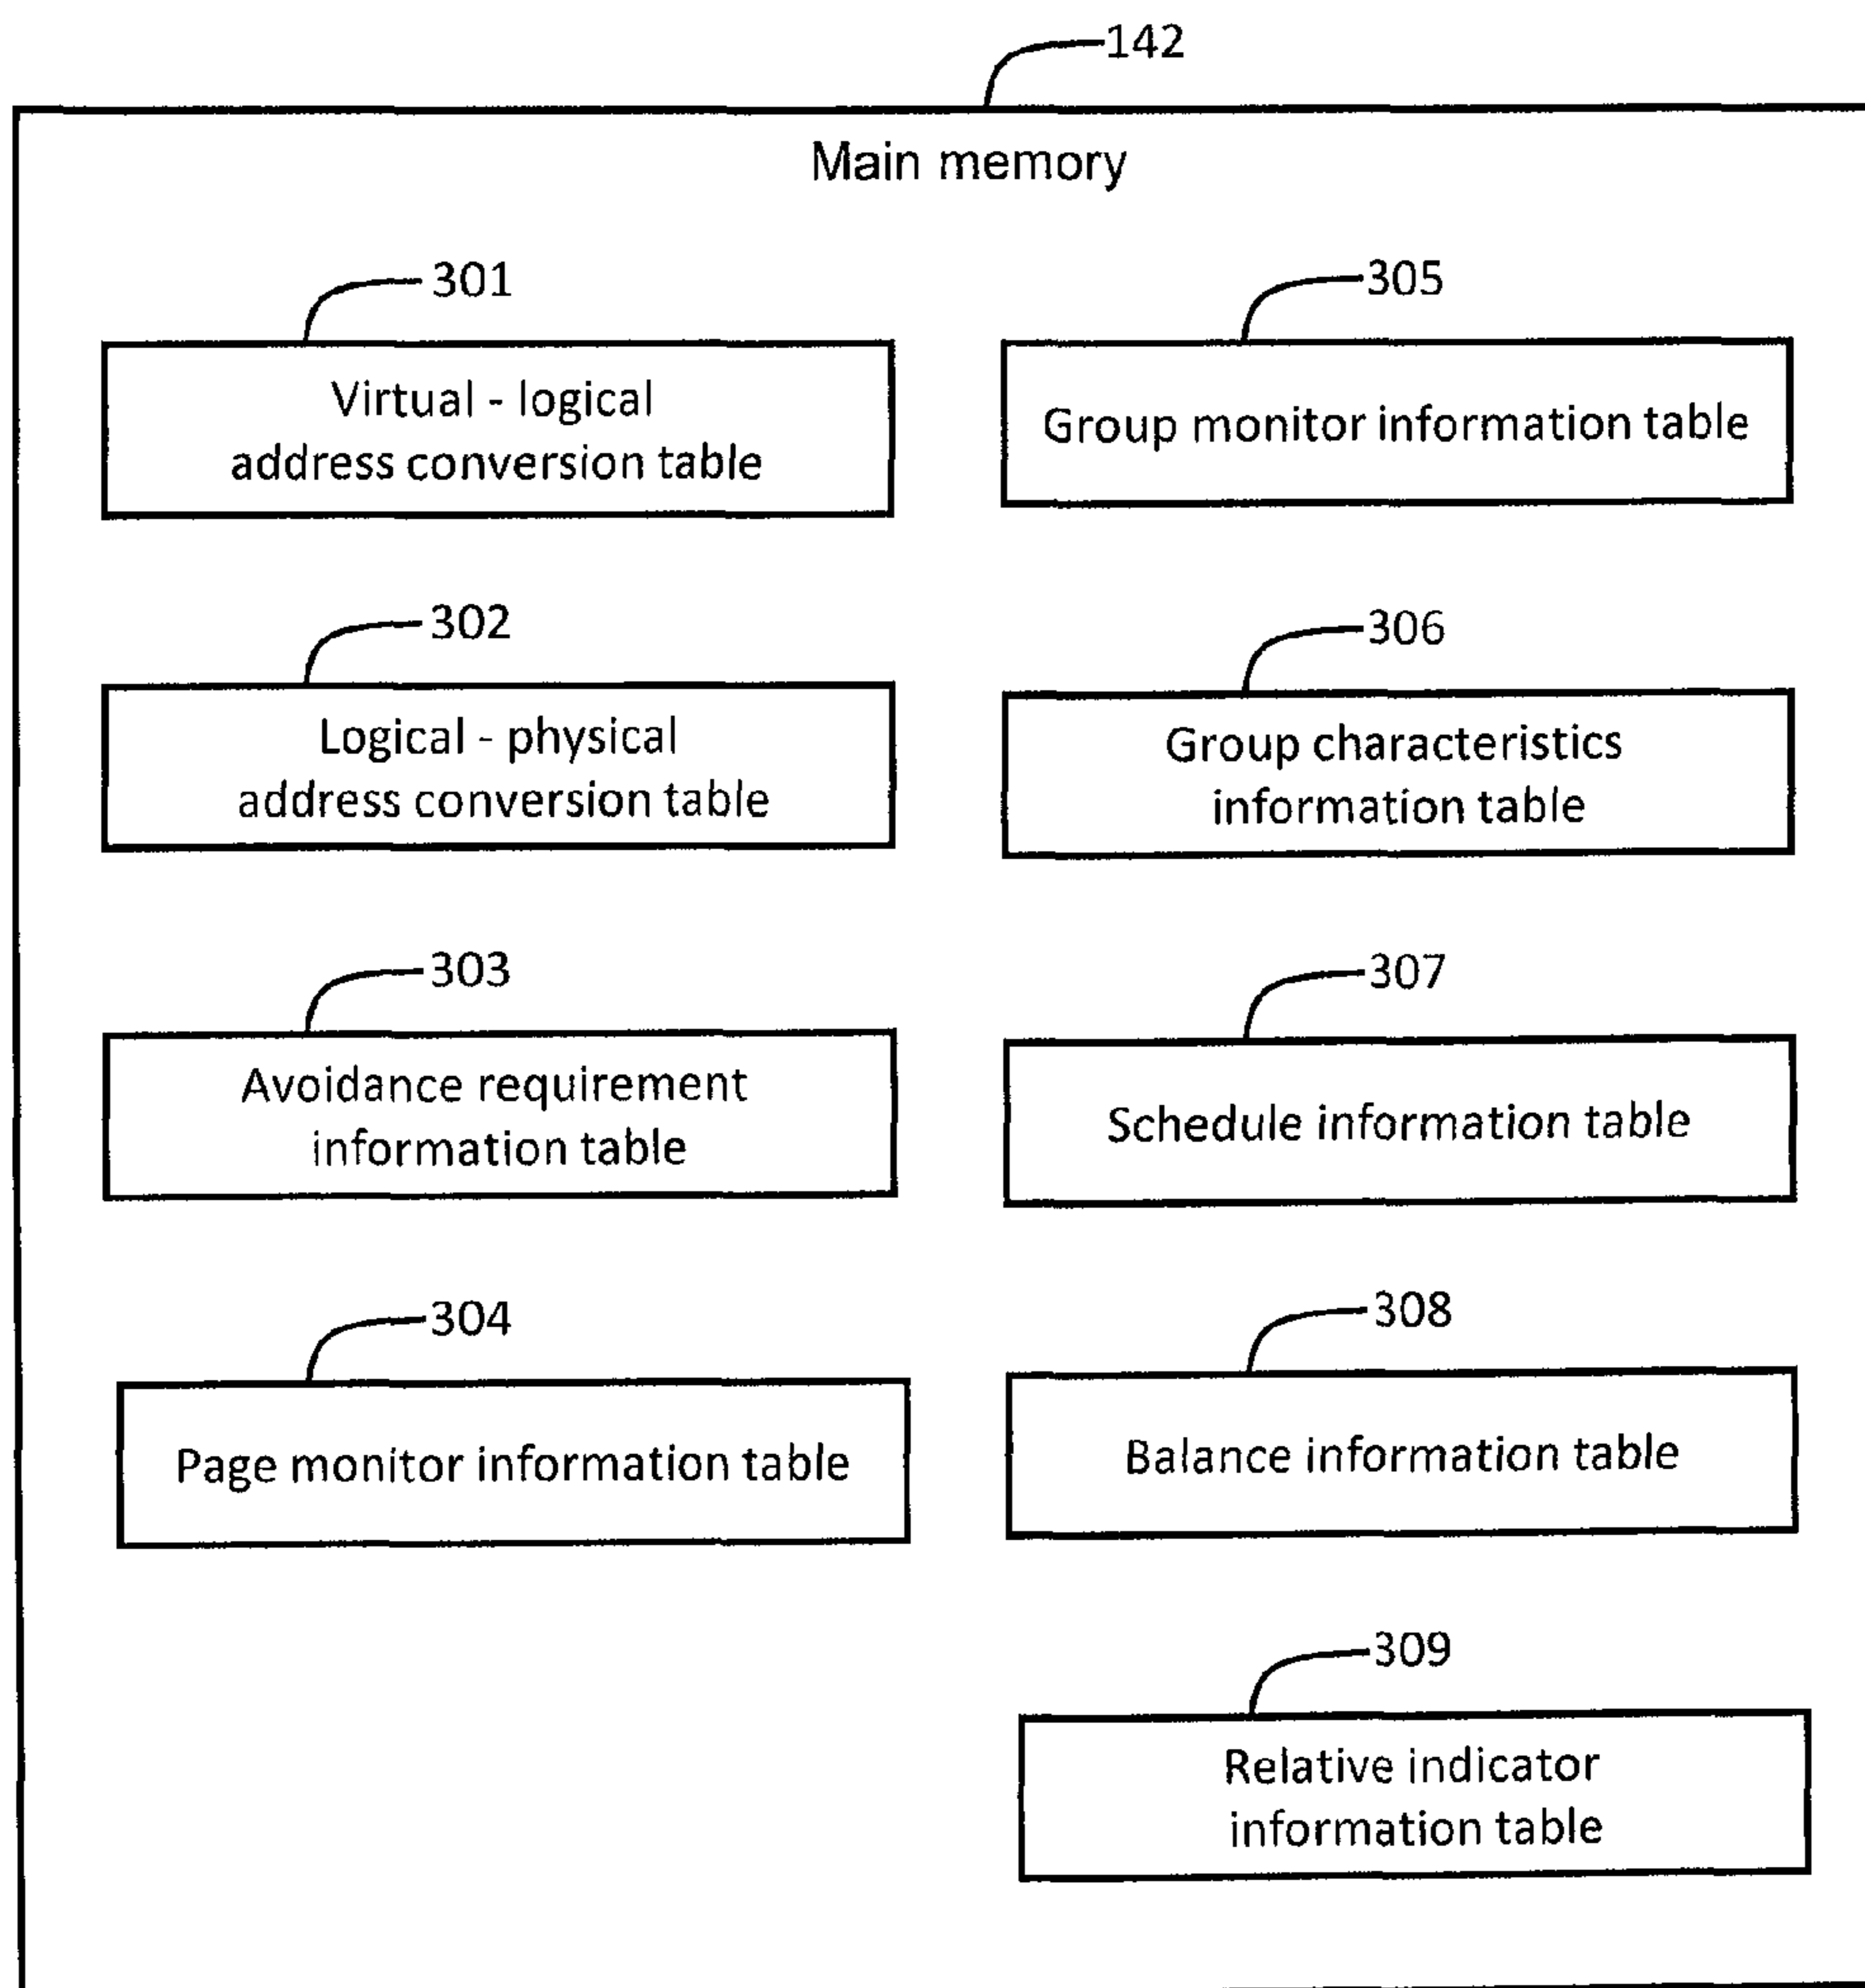 142
Main memory
301
Virtual - logical
address conversion table
302
Logical - physical
address conversion table
303
Avoidance requirement
information table
304
Page monitor information table
305
Group monitor information table
306
Group characteristics
information table
307
Schedule information table
308
Balance information table
309
Relative indicator
information table